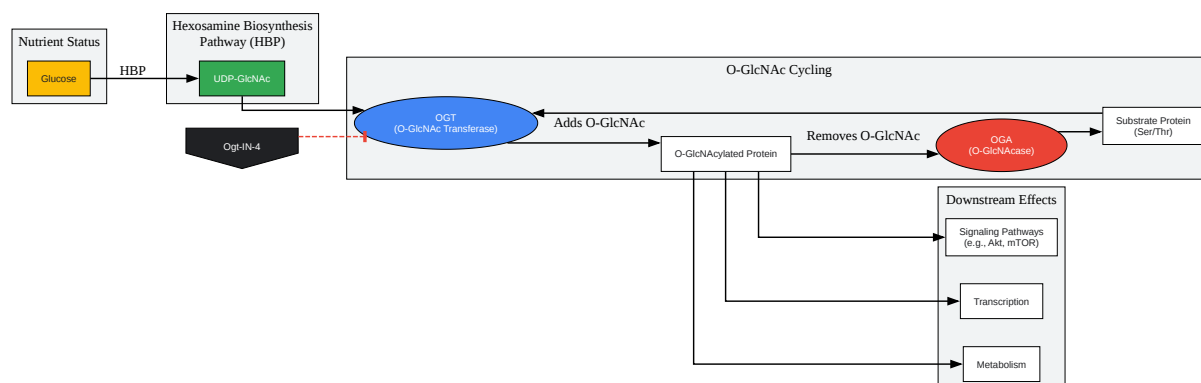 Nutrient Status
Glucose
HBP
Hexosamine Biosynthesis
Pathway (HBP)
UDP-GlcNAc
Ogt-IN-4
O-GlcNAc Cycling
OGT
(O-GlcNAc Transferase)
Adds O-GlcNAc
O-GlcNAcylated Protein
Removes O-GlcNAc
OGA
(O-GlcNAcase)
Substrate Protein
(Ser/Thr)
Downstream Effects
Signaling Pathways
(e.g., Akt, mTOR)
Transcription
Metabolism